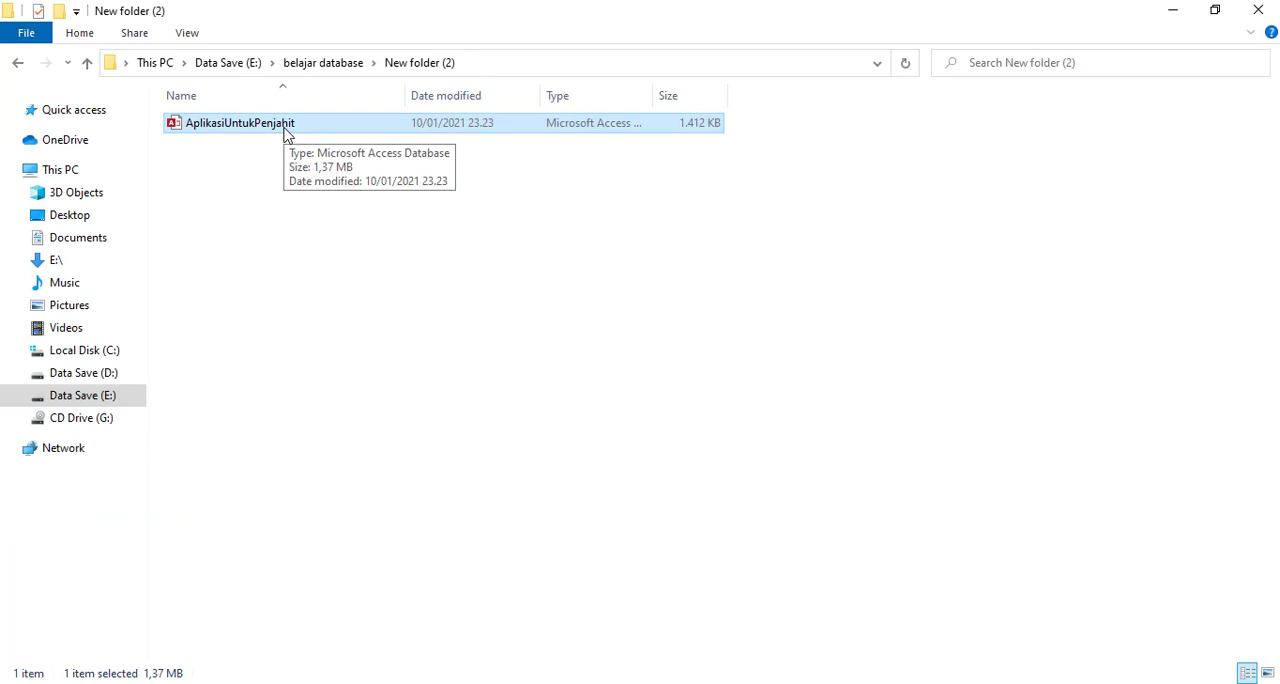 New folder (2)
File Home Share View
This PC Data Save (E:) belajar database New folder (2)
Search New folder (2)
Name Date modified Type Size
AplikasiUntukPenjahit 10/01/2021 23.23 Microsoft Access ... 1.412 KB
Type: Microsoft Access Database
Size: 1,37 MB
Date modified: 10/01/2021 23.23
Quick access
OneDrive
This PC
3D Objects
Desktop
Documents
E:\
Music
Pictures
Videos
Local Disk (C:)
Data Save (D:)
Data Save (E:)
CD Drive (G:)
Network
1 item 1 item selected 1,37 MB